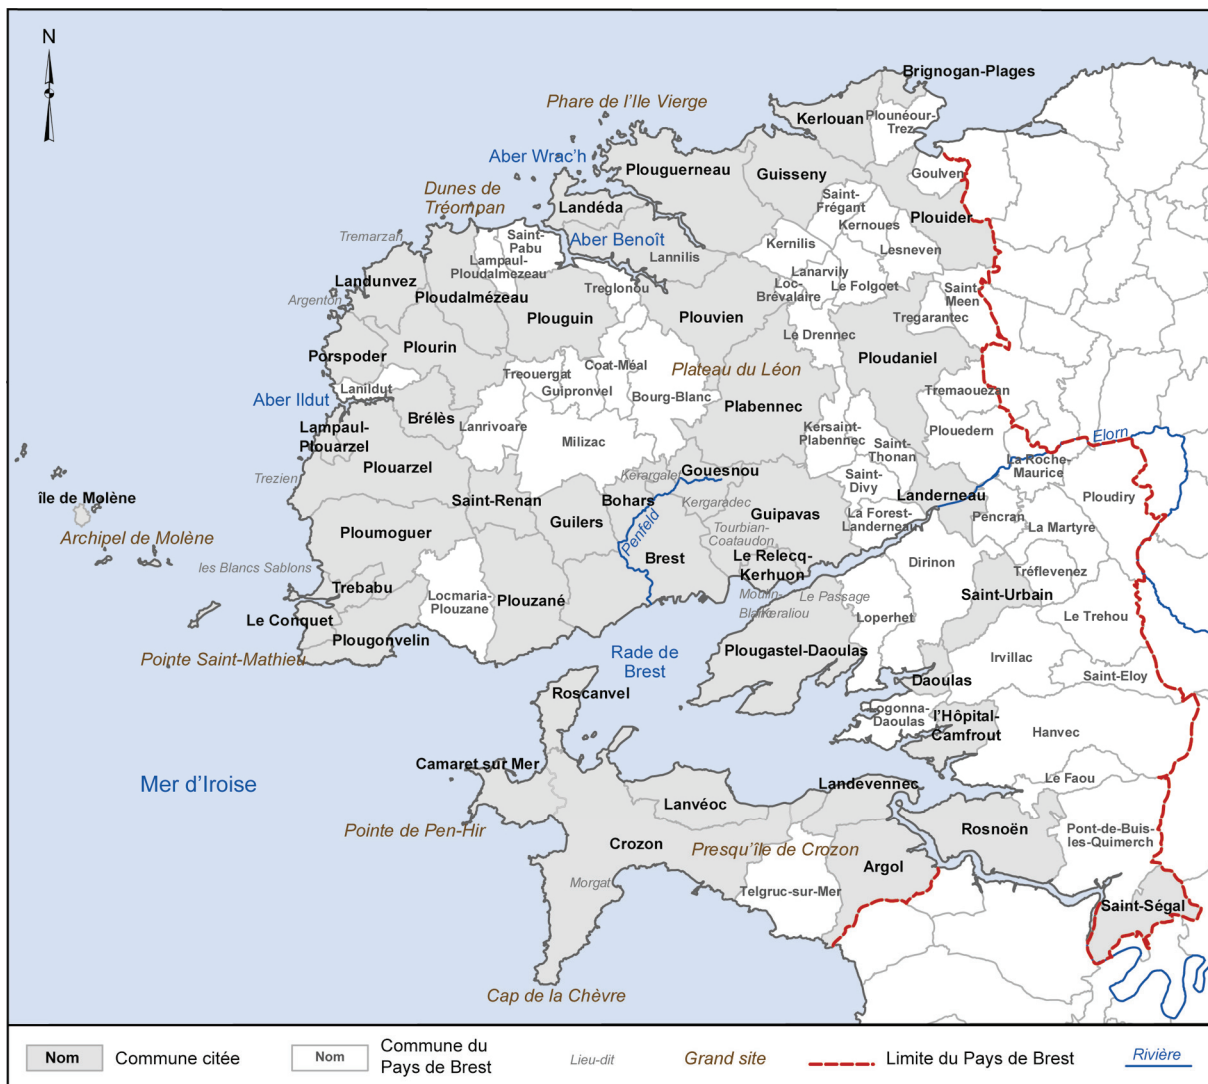 N
Brignogan-Plages
Phare de l'Ile Vierge
Kerlouan
Plounéour-
Trez
Aber Wrac'h
Plouguerneau
Guisseny
Goulven
Dunes de
Tréompan
Landéda
Saint-
Frégant
Plouider
Kernoues
Tremarzan
Saint-
Pabu
Aber Benoît
Kernilis
Lesneven
Lampaul-
Ploudalmezeau
Lannilis
Landunvez
Lanarvily
Loc-
Brévalaire
Le Folgoet
Treglonou
Saint
Meen
Argenton
Ploudalmézeau
Plouguin
Plouvien
Tregarantec
Le Drennec
Porspoder
Plourin
Ploudaniel
Treouergat
Coat-Méal
Plateau du Léon
Guipronvel
Lanildut
Tremaouezan
Aber Ildut
Bourg-Blanc
Plabennec
Brélès
Lampaul-
Plouarzel
Lanrivoare
Milizac
Kersaint-
Plabennec
Plouedern
Elorn
Saint-
Thonan
Plouarzel
Trezien
Kérargalet
Gouesnou
La Roche-
Maurice
Saint-
Divy
île de Molène
Saint-Renan
Bohars
Kergaradec
Landerneau
Ploudiry
Guilers
Guipavas
La Forest-
Landerneau
Pencran
La Martyre
Ploumoguer
Penfeld
Tourbian-
Coataudon
Archipel de Molène
Brest
Le Relecq-
Kerhuon
Dirinon
les Blancs Sablons
Tréflevenez
Trebabu
Locmaria-
Plouzane
Plouzané
Moulin-
Blanc
Le Passage
Keraliou
Saint-Urbain
Le Conquet
Loperhet
Le Trehou
Plougonvelin
Pointe Saint-Mathieu
Rade de
Brest
Plougastel-Daoulas
Irvillac
Daoulas
Saint-Eloy
Roscanvel
Logonna-
Daoulas
l'Hôpital-
Camfrout
Hanvec
Camaret sur Mer
Mer d'Iroise
Landevennec
Le Faou
Lanvéoc
Pointe de Pen-Hir
Rosnoën
Pont-de-Buis-
les-Quimerch
Crozon
Presqu'île de Crozon
Argol
Morgat
Telgruc-sur-Mer
Saint-Ségal
Cap de la Chèvre
Nom
Commune citée
Nom
Commune du
Pays de Brest
Lieu-dit
Grand site
Limite du Pays de Brest
Rivière